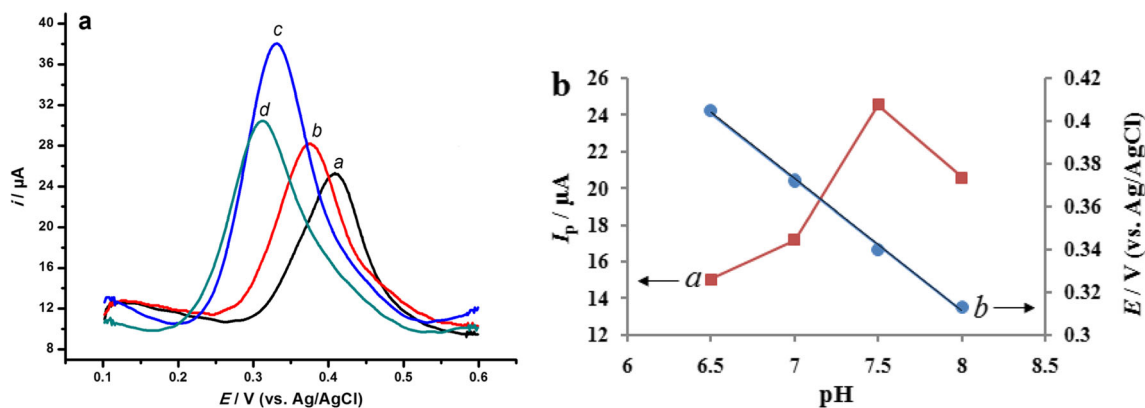 a
40
36
32
28
24
20
16
12
8
i / µA
c
d
b
a
0.1 0.2 0.3 0.4 0.5 0.6
E / V (vs. Ag/AgCl)
b
26
24
22
20
18
16
14
12
Ip / µA
a
b
0.42
0.4
0.38
0.36
0.34
0.32
0.3
E / V (vs. Ag/AgCl)
6 6.5 7 7.5 8 8.5
pH